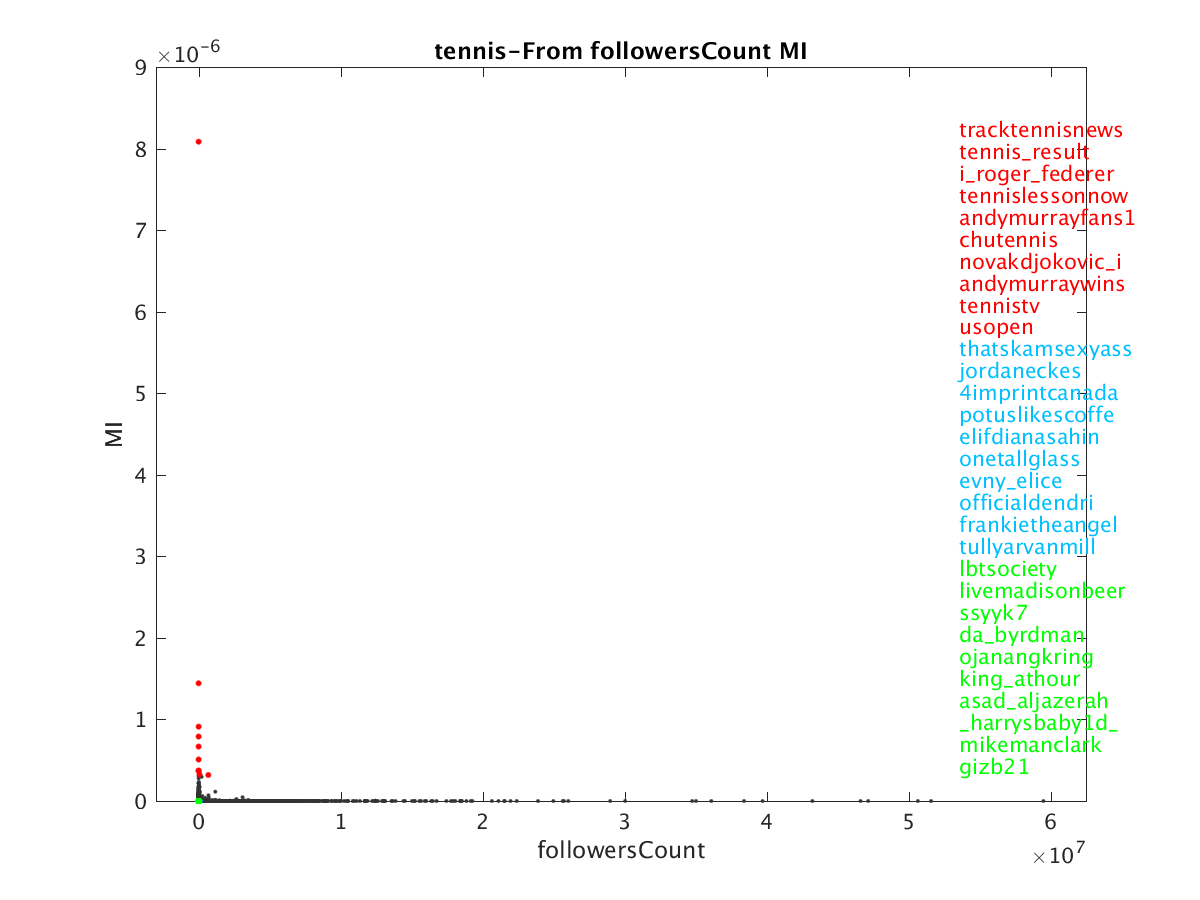 tennis-From followersCount MI
×10-6
9
8
7
6
5
4
3
2
1
0
MI
tracktennisnews
tennis_result
i_roger_federer
tennislessonnow
andymurrayfans1
chutennis
novakdjokovic_i
andymurraywins
tennistv
usopen
thatskamsexyass
jordaneckes
4imprintcanada
potuslikescoffe
elifdianasahin
onetallglass
evny_elice
officialdendri
frankietheangel
tullyarvanmill
lbtsociety
livemadisonbeer
ssyyk7
da_byrdman
ojanangkring
king_athour
asad_aljazerah
_harrysbaby1d_
mikemanclark
gizb21
0 1 2 3 4 5 6
followersCount
×107